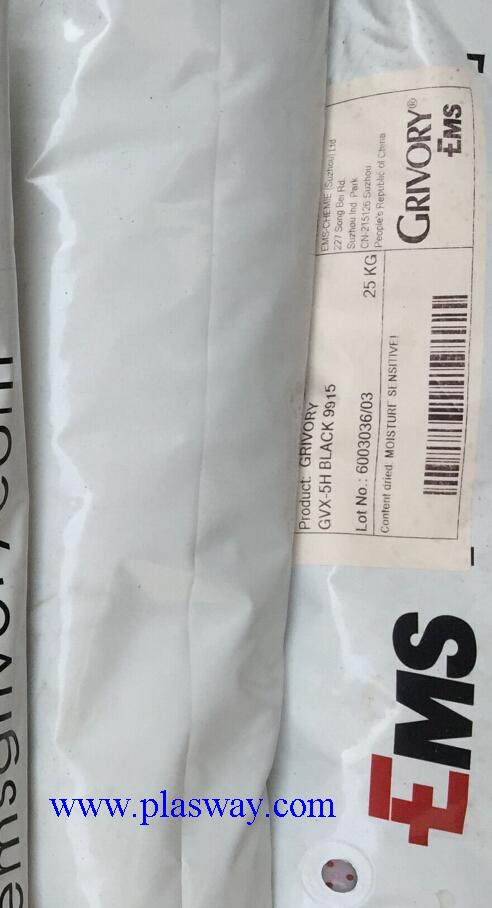 GRIVORY®
EMS
EMS-CHEMIE (Suzhou) Ltd
227 Song Bei Rd.
Suzhou Ind. Park
CN-215126 Suzhou
People's Republic of China
Product: GRIVORY
GVX-5H BLACK 9915
Lot No.: 6003036/03
25 KG
Content dried: MOISTURE SENSITIVE!
EMS
emsgrivory.com
www.plasway.com